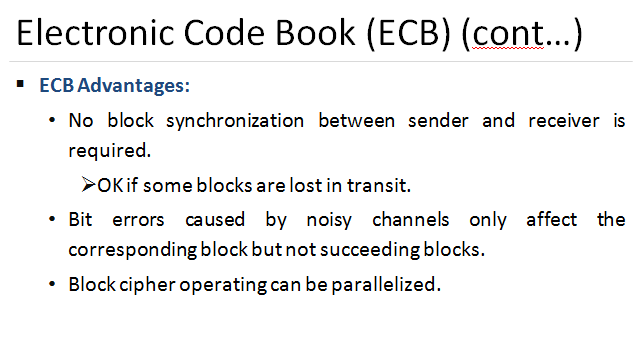 Electronic Code Book (ECB) (cont…)
▪ ECB Advantages:
• No block synchronization between sender and receiver is
required.
➢OK if some blocks are lost in transit.
• Bit errors caused by noisy channels only affect the
corresponding block but not succeeding blocks.
• Block cipher operating can be parallelized.